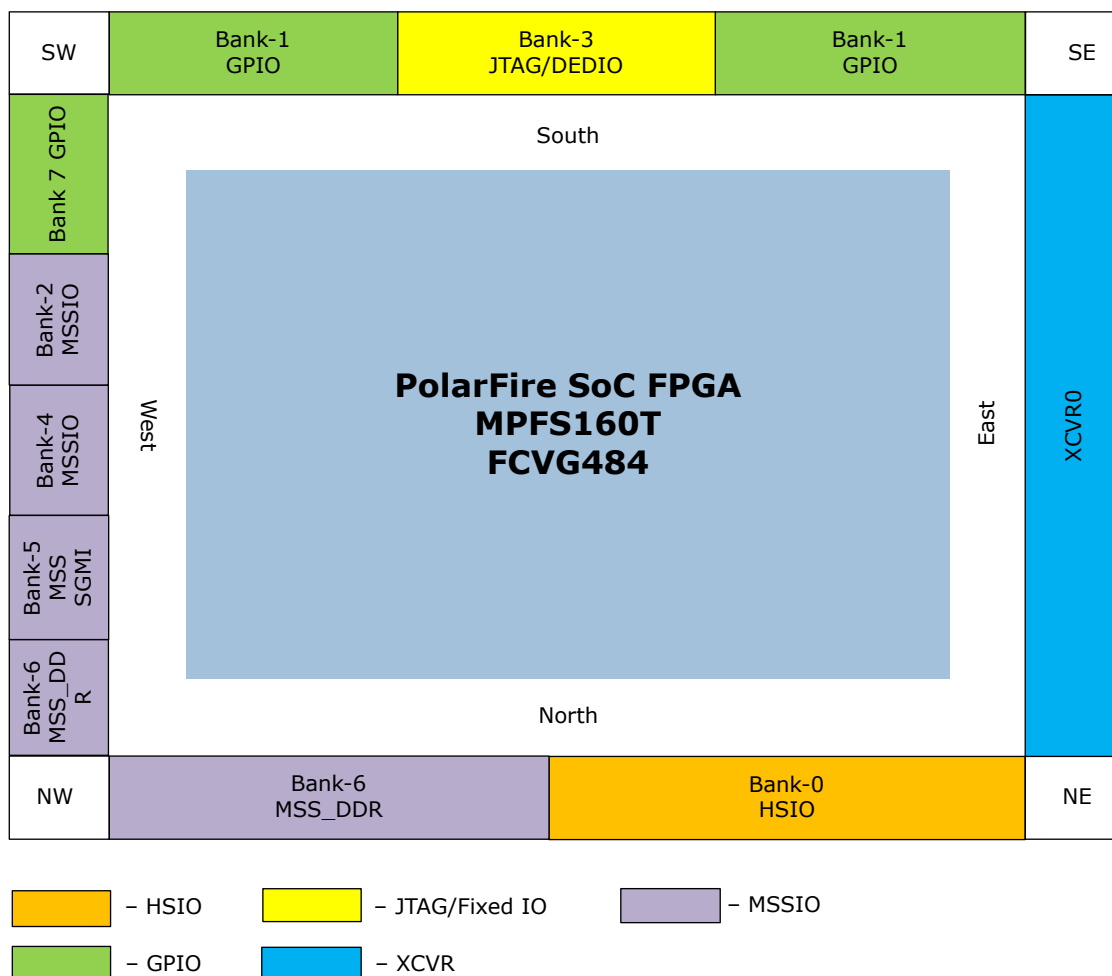 SW
Bank-1
GPIO
Bank-3
JTAG/DEDIO
Bank-1
GPIO
SE
South
Bank 7 GPIO
Bank-2
MSSIO
Bank-4
MSSIO
Bank-5
MSS
SGMI
Bank-6
MSS_DD
R
West
PolarFire SoC FPGA
MPFS160T
FCVG484
East
XCVR0
North
NW
Bank-6
MSS_DDR
Bank-0
HSIO
NE
– HSIO
– JTAG/Fixed IO
– MSSIO
– GPIO
– XCVR